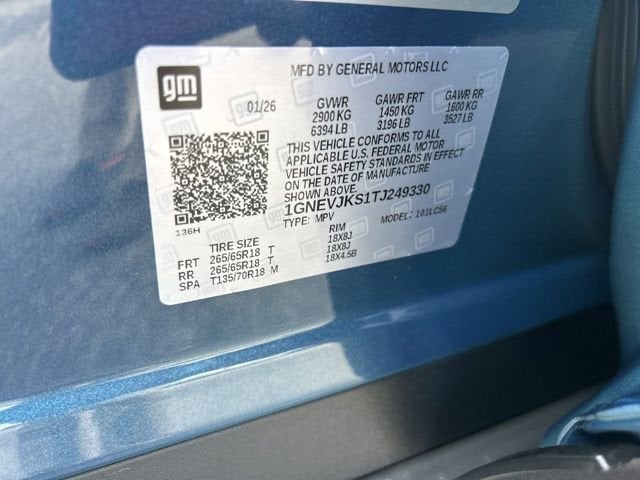 gm
MFD BY GENERAL MOTORS LLC
01/26 GVWR GAWR FRT GAWR RR
2900 KG 1450 KG 1600 KG
6394 LB 3196 LB 3527 LB
THIS VEHICLE CONFORMS TO ALL
APPLICABLE U.S. FEDERAL MOTOR
VEHICLE SAFETY STANDARDS IN EFFECT
ON THE DATE OF MANUFACTURE
SHOWN ABOVE.
1GNEVJKS1TJ249330
136H TYPE: MPV MODEL: 101LC56
TIRE SIZE RIM
FRT 265/65R18 T 18X8J
RR 265/65R18 T 18X8J
SPA T135/70R18 M 18X4.5B